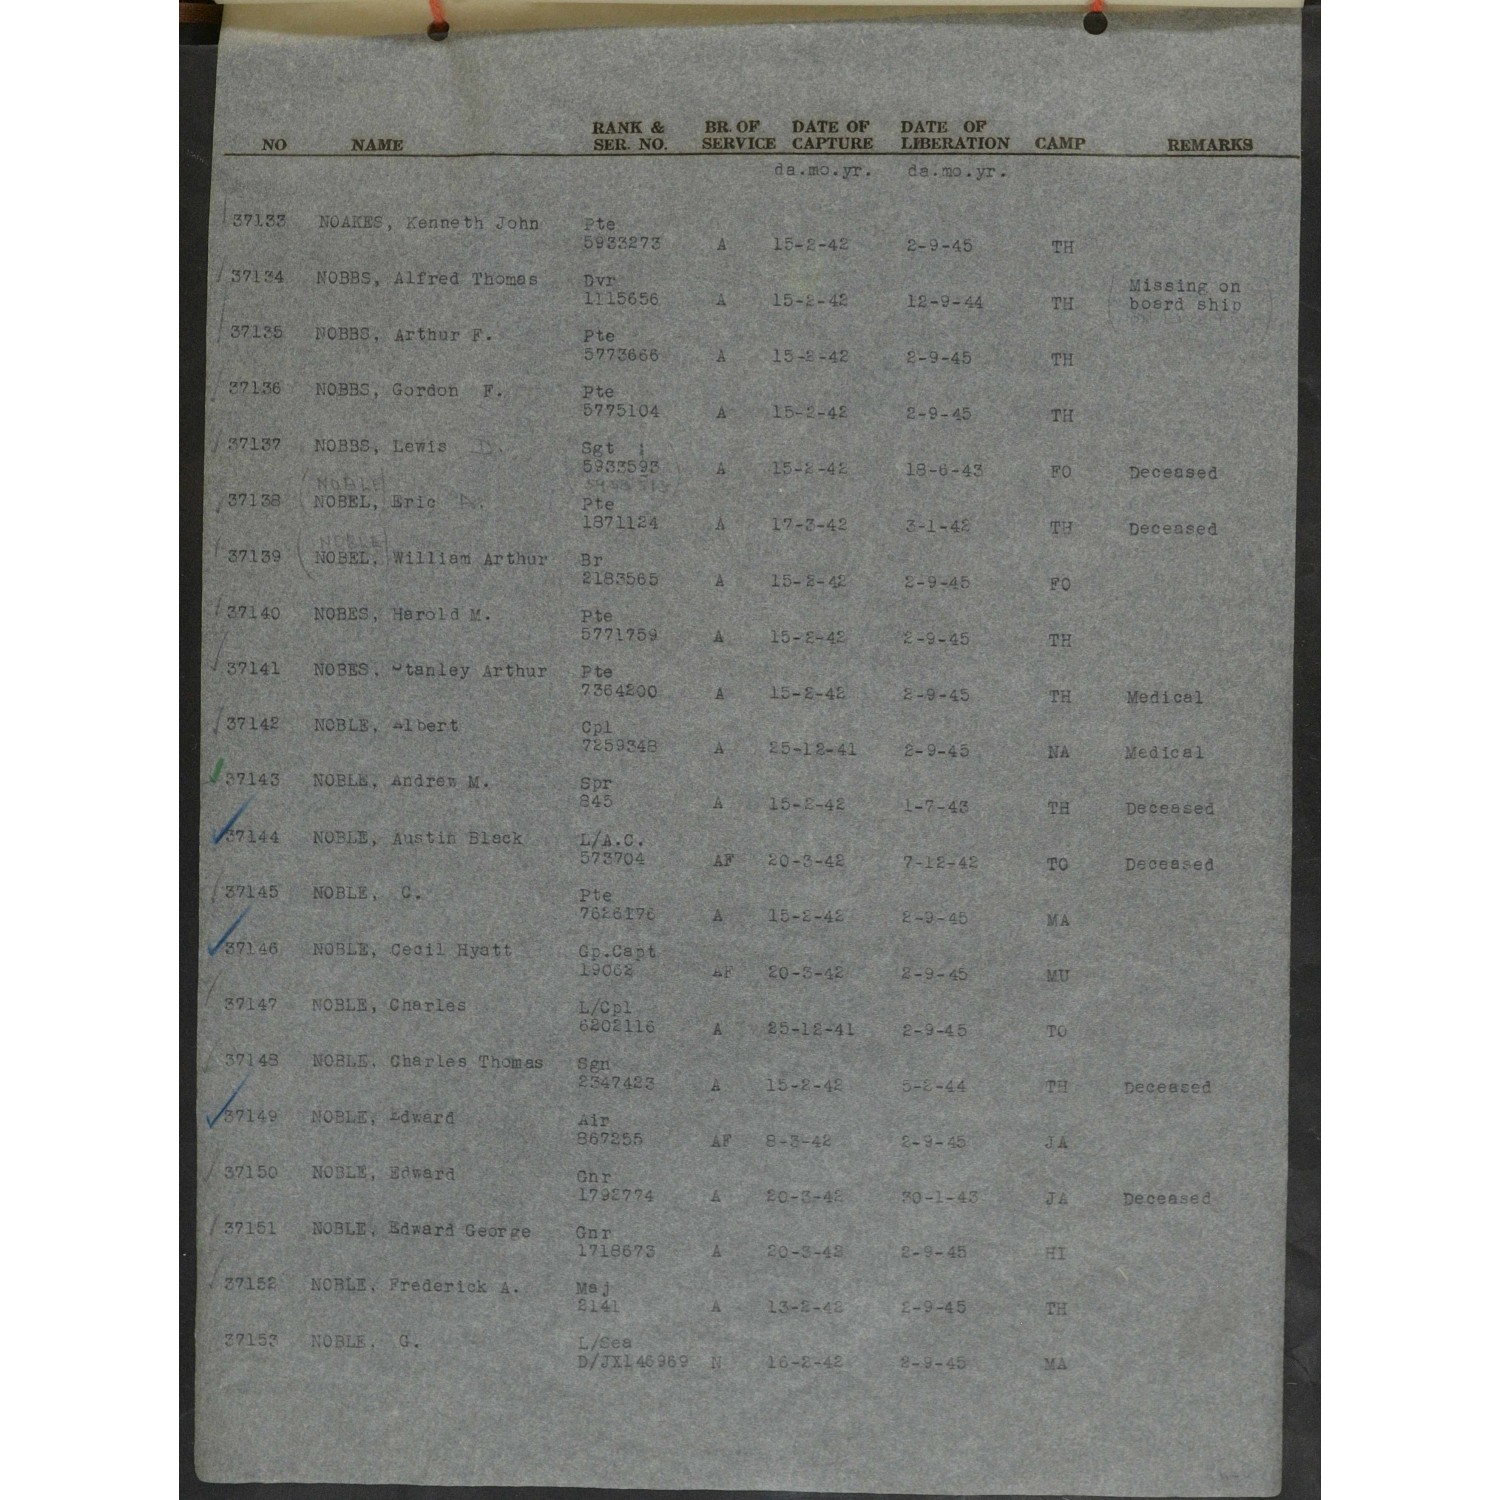 NO NAME RANK & SER. NO. BR. OF SERVICE DATE OF CAPTURE DATE OF LIBERATION CAMP REMARKS
da.mo.yr. da.mo.yr.
37133 NOAKES, Kenneth John Pte
5933273 A 15-2-42 2-9-45 TH
37134 NOBBS, Alfred Thomas Dvr Missing on
1115656 A 15-2-42 12-9-44 TH board ship
37135 NOBBS, Arthur F. Pte
5773666 A 15-2-42 2-9-45 TH
37136 NOBBS, Gordon F. Pte
5775104 A 15-2-42 2-9-45 TH
37137 NOBBS, Lewis Sgt
5933593 A 15-2-42 18-6-43 FO Deceased
NOBLE
37138 NOBEL, Eric Pte
1871124 A 17-3-42 3-1-42 TH Deceased
NOBLE
37139 NOBEL, William Arthur Br
2183565 A 15-2-42 2-9-45 FO
37140 NOBES, Harold M. Pte
5771759 A 15-2-42 2-9-45 TH
37141 NOBES, Stanley Arthur Pte
7364200 A 15-2-42 2-9-45 TH Medical
37142 NOBLE, Albert Cpl
7259348 A 25-12-41 2-9-45 NA Medical
37143 NOBLE, Andrew M. Spr
845 A 15-2-42 1-7-43 TH Deceased
37144 NOBLE, Austin Black L/A.C.
573704 AF 20-3-42 7-12-42 TO Deceased
37145 NOBLE, C. Pte
7626176 A 15-2-42 2-9-45 MA
37146 NOBLE, Cecil Hyatt Gp.Capt
19062 AF 20-3-42 2-9-45 MU
37147 NOBLE, Charles L/Cpl
6202116 A 25-12-41 2-9-45 TO
37148 NOBLE. Charles Thomas Sgn
2347423 A 15-2-42 5-2-44 TH Deceased
37149 NOBLE, Edward Air
867255 AF 8-3-42 2-9-45 JA
37150 NOBLE, Edward Gnr
1792774 A 20-3-42 30-1-43 JA Deceased
37151 NOBLE, Edward George Gnr
1718673 A 20-3-42 2-9-45 HI
37152 NOBLE, Frederick A. Maj
2141 A 13-2-42 2-9-45 TH
37153 NOBLE, G. L/Sea
D/JX146969 N 16-2-42 2-9-45 MA